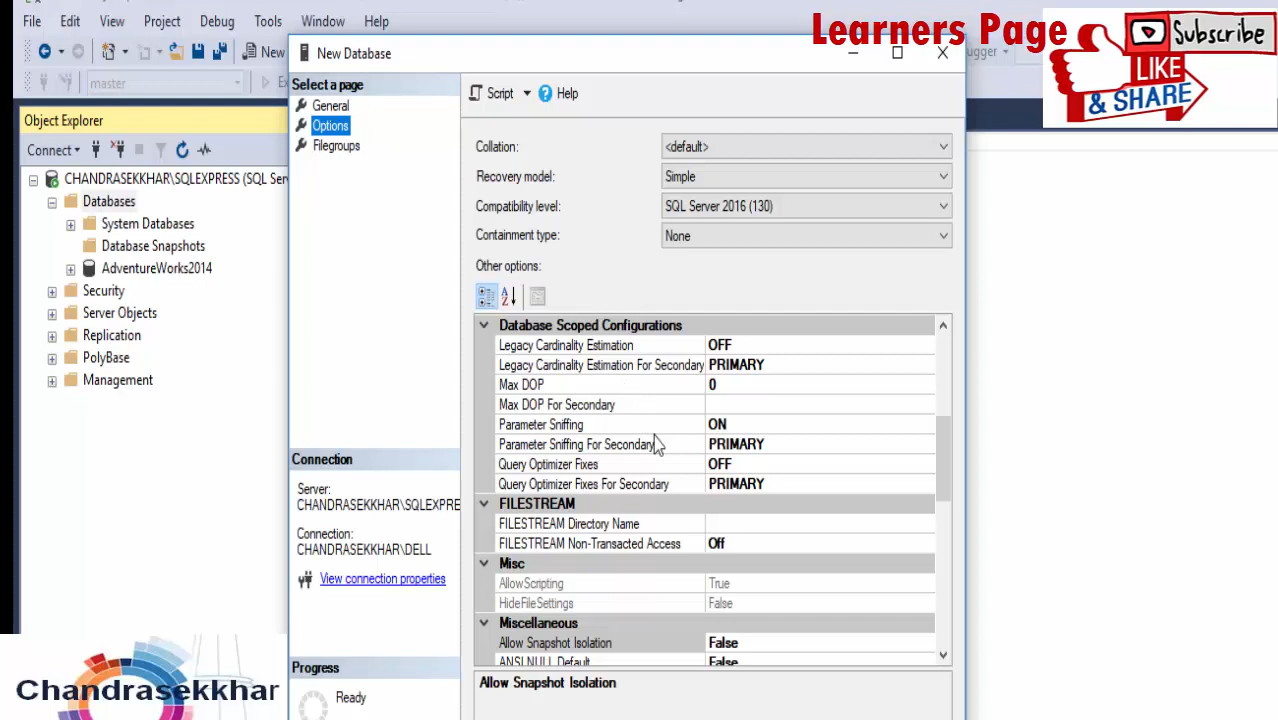 File Edit View Project Debug Tools Window Help
Learners Page
Subscribe
LIKE
& SHARE
New
master
New Database
Object Explorer
Connect
CHANDRASEKKHAR\SQLEXPRESS (SQL Ser
Databases
System Databases
Database Snapshots
AdventureWorks2014
Security
Server Objects
Replication
PolyBase
Management
Select a page
General
Options
Filegroups
Script Help
Collation: <default>
Recovery model: Simple
Compatibility level: SQL Server 2016 (130)
Containment type: None
Other options:
Database Scoped Configurations
Legacy Cardinality Estimation OFF
Legacy Cardinality Estimation For Secondary PRIMARY
Max DOP 0
Max DOP For Secondary
Parameter Sniffing ON
Parameter Sniffing For Secondary PRIMARY
Query Optimizer Fixes OFF
Query Optimizer Fixes For Secondary PRIMARY
FILESTREAM
FILESTREAM Directory Name
FILESTREAM Non-Transacted Access Off
Misc
AllowScripting True
HideFileSettings False
Miscellaneous
Allow Snapshot Isolation False
ANSI NULL Default False
Allow Snapshot Isolation
Connection
Server:
CHANDRASEKKHAR\SQLEXPRE
Connection:
CHANDRASEKKHAR\DELL
View connection properties
Progress
Ready
Chandrasekkhar